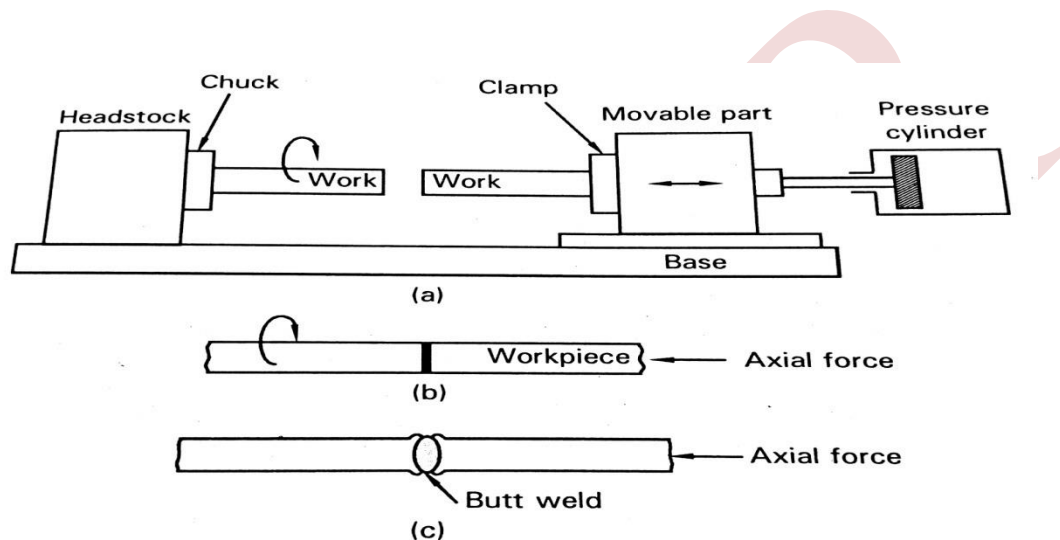 Chuck
Clamp
Pressure
cylinder
Headstock
Movable part
Work
Work
Base
(a)
Workpiece
Axial force
(b)
Axial force
Butt weld
(c)